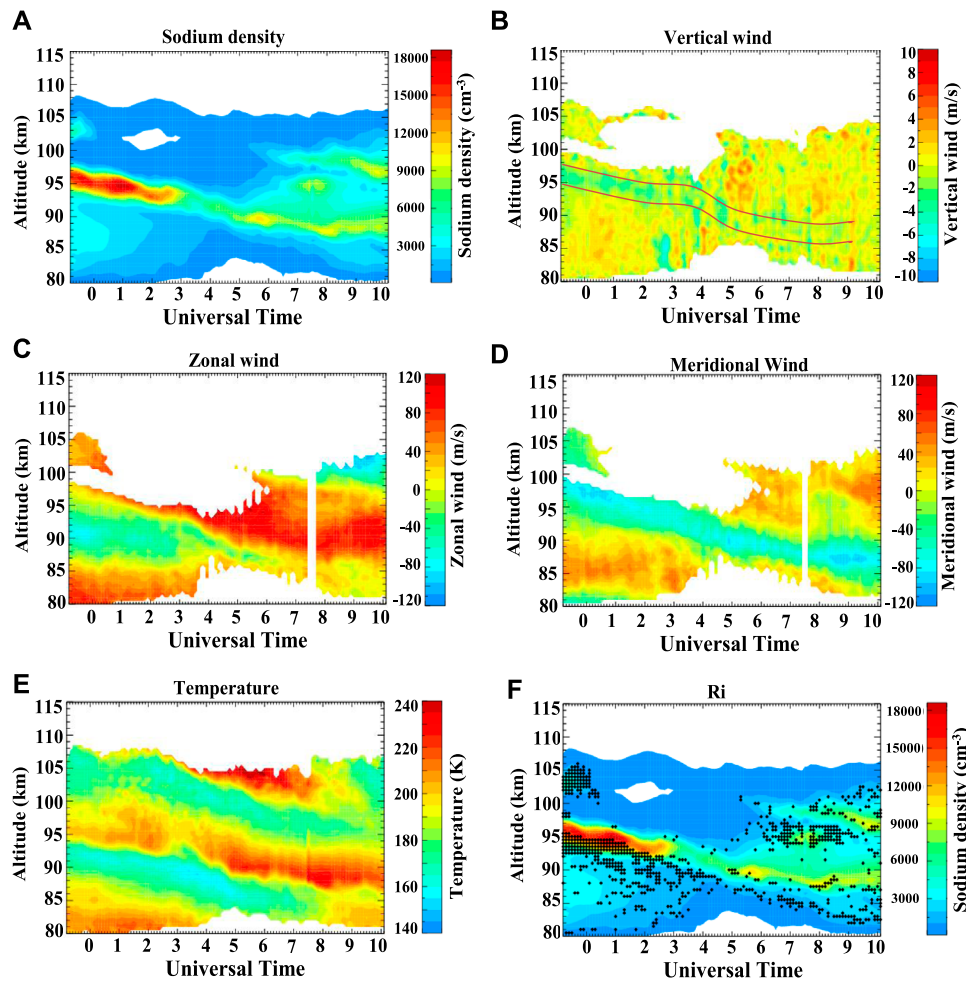 A
Sodium density
115
110
105
100
95
90
85
80
Altitude (km)
0 1 2 3 4 5 6 7 8 9 10
Universal Time
18000
15000
12000
9000
6000
3000
Sodium density (cm⁻³)
B
Vertical wind
115
110
105
100
95
90
85
80
Altitude (km)
0 1 2 3 4 5 6 7 8 9 10
Universal Time
10
8
6
4
2
0
-2
-4
-6
-8
-10
Vertical wind (m/s)
C
Zonal wind
115
110
105
100
95
90
85
80
Altitude (km)
0 1 2 3 4 5 6 7 8 9 10
Universal Time
120
80
40
0
-40
-80
-120
Zonal wind (m/s)
D
Meridional Wind
115
110
105
100
95
90
85
80
Altitude (km)
0 1 2 3 4 5 6 7 8 9 10
Universal Time
120
80
40
0
-40
-80
-120
Meridional wind (m/s)
E
Temperature
115
110
105
100
95
90
85
80
Altitude (km)
0 1 2 3 4 5 6 7 8 9 10
Universal Time
240
220
200
180
160
140
Temperature (K)
F
Ri
115
110
105
100
95
90
85
80
Altitude (km)
0 1 2 3 4 5 6 7 8 9 10
Universal Time
18000
15000
12000
9000
6000
3000
Sodium density (cm⁻³)